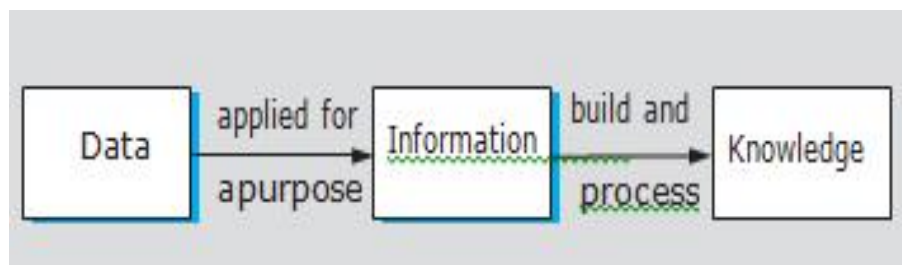 Data
applied for
apurpose
Information
build and
process
Knowledge